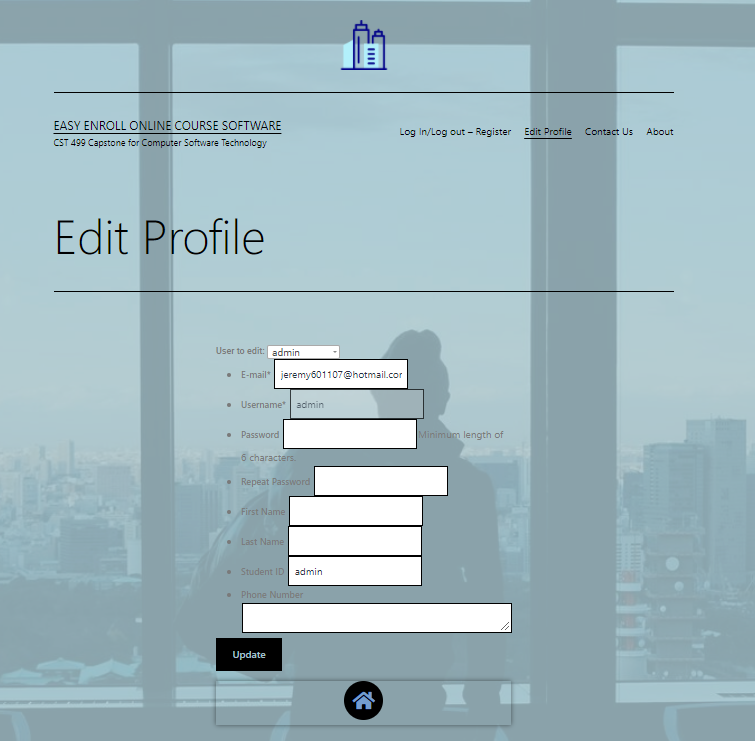 EASY ENROLL ONLINE COURSE SOFTWARE
CST 499 Capstone for Computer Software Technology
Log In/Log out – Register Edit Profile Contact Us About
Edit Profile
User to edit: admin
E-mail* jeremy601107@hotmail.cor
Username* admin
Password Minimum length of
6 characters.
Repeat Password
First Name
Last Name
Student ID admin
Phone Number
Update